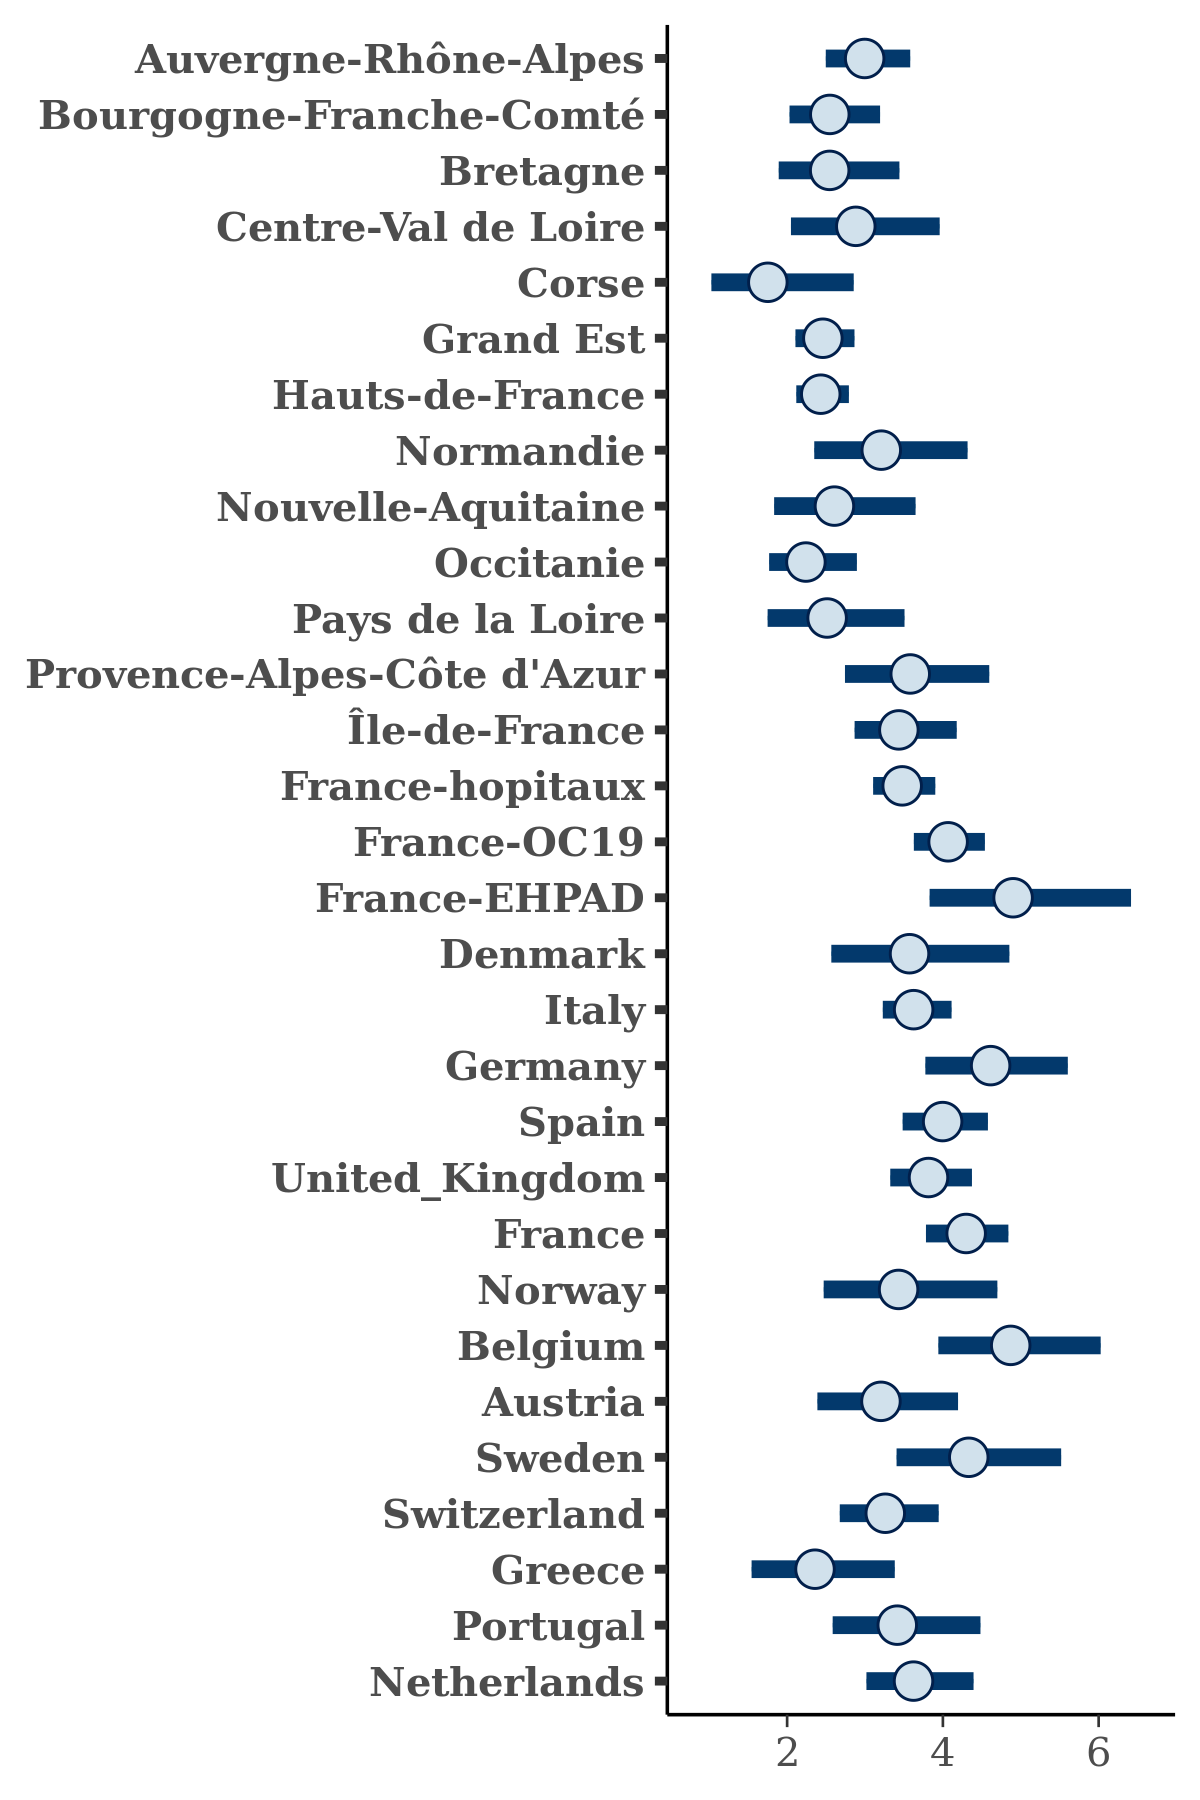 Auvergne-Rhône-Alpes
Bourgogne-Franche-Comté
Bretagne
Centre-Val de Loire
Corse
Grand Est
Hauts-de-France
Normandie
Nouvelle-Aquitaine
Occitanie
Pays de la Loire
Provence-Alpes-Côte d'Azur
Île-de-France
France-hopitaux
France-OC19
France-EHPAD
Denmark
Italy
Germany
Spain
United_Kingdom
France
Norway
Belgium
Austria
Sweden
Switzerland
Greece
Portugal
Netherlands
2 4 6